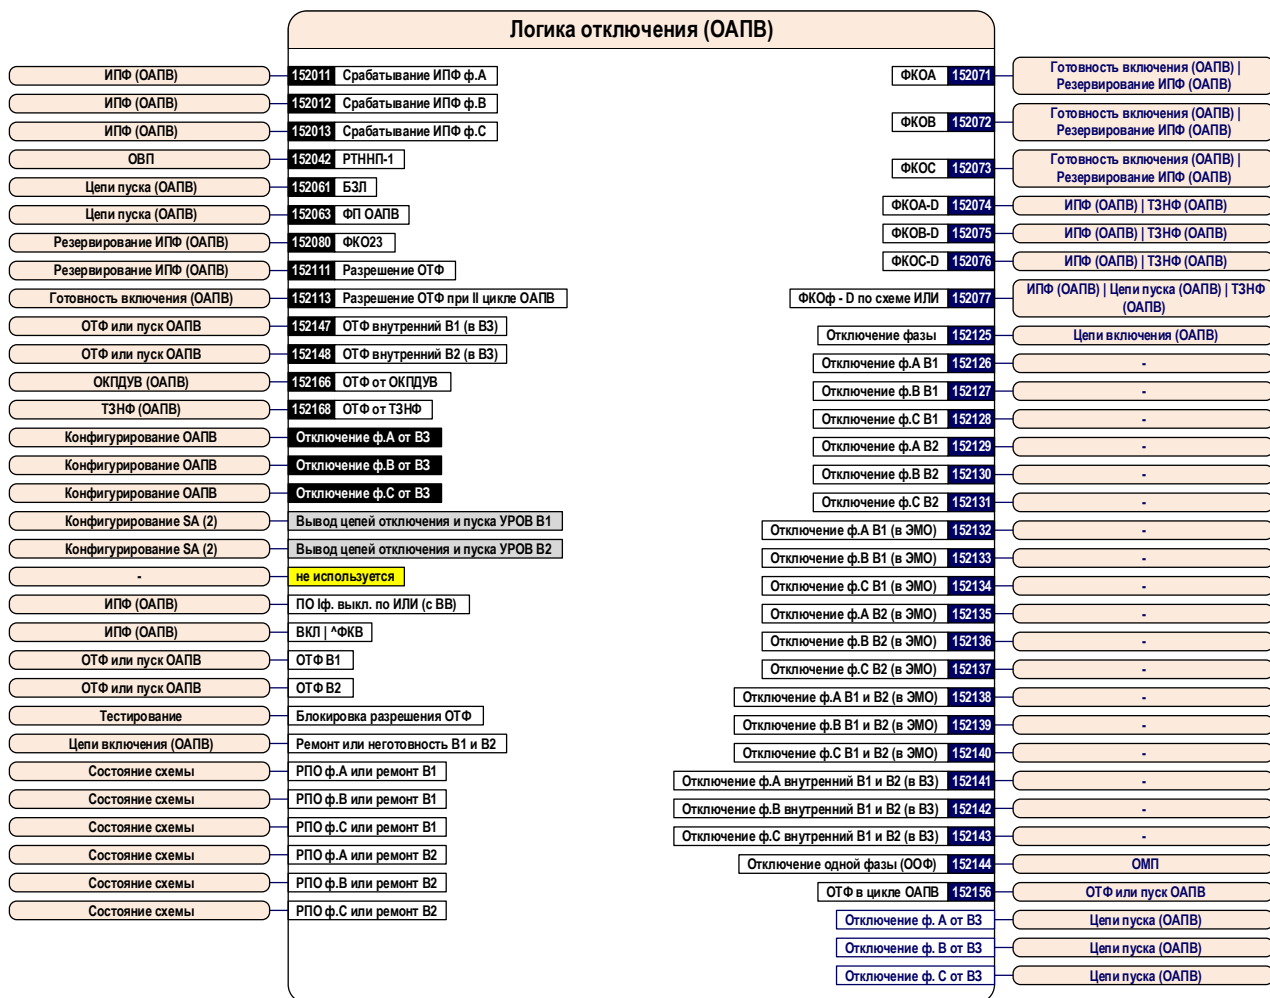 Логика отключения (ОАПВ)
ИПФ (ОАПВ) 152011 Срабатывание ИПФ ф.А
ИПФ (ОАПВ) 152012 Срабатывание ИПФ ф.В
ИПФ (ОАПВ) 152013 Срабатывание ИПФ ф.С
ОВП 152042 РТННП-1
Цепи пуска (ОАПВ) 152061 БЗЛ
Цепи пуска (ОАПВ) 152063 ФП ОАПВ
Резервирование ИПФ (ОАПВ) 152080 ФКО23
Резервирование ИПФ (ОАПВ) 152111 Разрешение ОТФ
Готовность включения (ОАПВ) 152113 Разрешение ОТФ при II цикле ОАПВ
ОТФ или пуск ОАПВ 152147 ОТФ внутренний В1 (в ВЗ)
ОТФ или пуск ОАПВ 152148 ОТФ внутренний В2 (в ВЗ)
ОКПДУВ (ОАПВ) 152166 ОТФ от ОКПДУВ
ТЗНФ (ОАПВ) 152168 ОТФ от ТЗНФ
Конфигурирование ОАПВ Отключение ф.А от ВЗ
Конфигурирование ОАПВ Отключение ф.В от ВЗ
Конфигурирование ОАПВ Отключение ф.С от ВЗ
Конфигурирование SA (2) Вывод цепей отключения и пуска УРОВ В1
Конфигурирование SA (2) Вывод цепей отключения и пуска УРОВ В2
- не используется
ИПФ (ОАПВ) ПО Iф. выкл. по ИЛИ (с ВВ)
ИПФ (ОАПВ) ВКЛ | ^ФКВ
ОТФ или пуск ОАПВ ОТФ В1
ОТФ или пуск ОАПВ ОТФ В2
Тестирование Блокировка разрешения ОТФ
Цепи включения (ОАПВ) Ремонт или неготовность В1 и В2
Состояние схемы РПО ф.А или ремонт В1
Состояние схемы РПО ф.В или ремонт В1
Состояние схемы РПО ф.С или ремонт В1
Состояние схемы РПО ф.А или ремонт В2
Состояние схемы РПО ф.В или ремонт В2
Состояние схемы РПО ф.С или ремонт В2
ФКОА 152071 Готовность включения (ОАПВ) |
Резервирование ИПФ (ОАПВ)
ФКОВ 152072 Готовность включения (ОАПВ) |
Резервирование ИПФ (ОАПВ)
ФКОС 152073 Готовность включения (ОАПВ) |
Резервирование ИПФ (ОАПВ)
ФКОА-D 152074 ИПФ (ОАПВ) | ТЗНФ (ОАПВ)
ФКОВ-D 152075 ИПФ (ОАПВ) | ТЗНФ (ОАПВ)
ФКОС-D 152076 ИПФ (ОАПВ) | ТЗНФ (ОАПВ)
ФКОф - D по схеме ИЛИ 152077 ИПФ (ОАПВ) | Цепи пуска (ОАПВ) | ТЗНФ
(ОАПВ)
Отключение фазы 152125 Цепи включения (ОАПВ)
Отключение ф.А В1 152126 -
Отключение ф.В В1 152127 -
Отключение ф.С В1 152128 -
Отключение ф.А В2 152129 -
Отключение ф.В В2 152130 -
Отключение ф.С В2 152131 -
Отключение ф.А В1 (в ЭМО) 152132 -
Отключение ф.В В1 (в ЭМО) 152133 -
Отключение ф.С В1 (в ЭМО) 152134 -
Отключение ф.А В2 (в ЭМО) 152135 -
Отключение ф.В В2 (в ЭМО) 152136 -
Отключение ф.С В2 (в ЭМО) 152137 -
Отключение ф.А В1 и В2 (в ЭМО) 152138 -
Отключение ф.В В1 и В2 (в ЭМО) 152139 -
Отключение ф.С В1 и В2 (в ЭМО) 152140 -
Отключение ф.А внутренний В1 и В2 (в ВЗ) 152141 -
Отключение ф.В внутренний В1 и В2 (в ВЗ) 152142 -
Отключение ф.С внутренний В1 и В2 (в ВЗ) 152143 -
Отключение одной фазы (ООФ) 152144 ОМП
ОТФ в цикле ОАПВ 152156 ОТФ или пуск ОАПВ
Отключение ф. А от ВЗ Цепи пуска (ОАПВ)
Отключение ф. В от ВЗ Цепи пуска (ОАПВ)
Отключение ф. С от ВЗ Цепи пуска (ОАПВ)